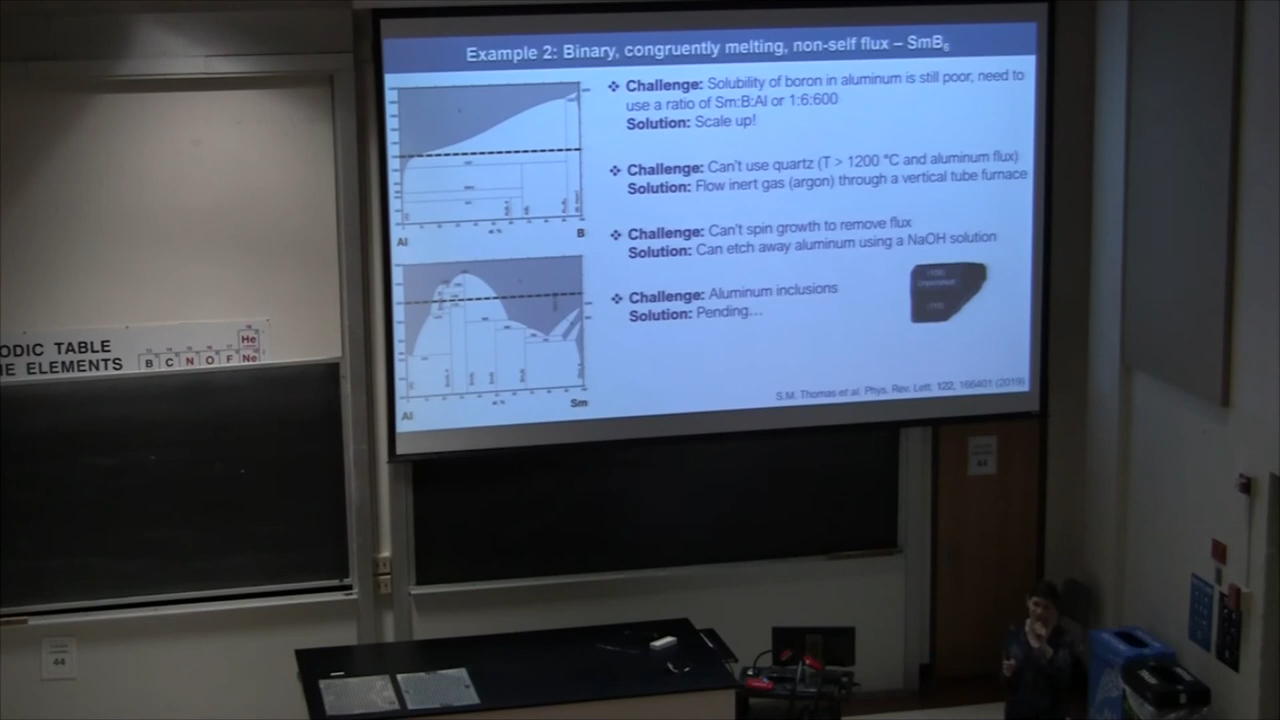 Example 2: Binary, congruently melting, non-self flux – SmB₆
❖ Challenge: Solubility of boron in aluminum is still poor, need to
use a ratio of Sm:B:Al or 1:6:600
Solution: Scale up!
❖ Challenge: Can't use quartz (T > 1200 °C and aluminum flux)
Solution: Flow inert gas (argon) through a vertical tube furnace
❖ Challenge: Can't spin growth to remove flux
Solution: Can etch away aluminum using a NaOH solution
❖ Challenge: Aluminum inclusions
Solution: Pending...
S.M. Thomas et al. Phys. Rev. Lett. 122, 166401 (2019)
Al
B
Al
Sm
ODIC TABLE
E ELEMENTS
B C N O F Ne
He
44
44